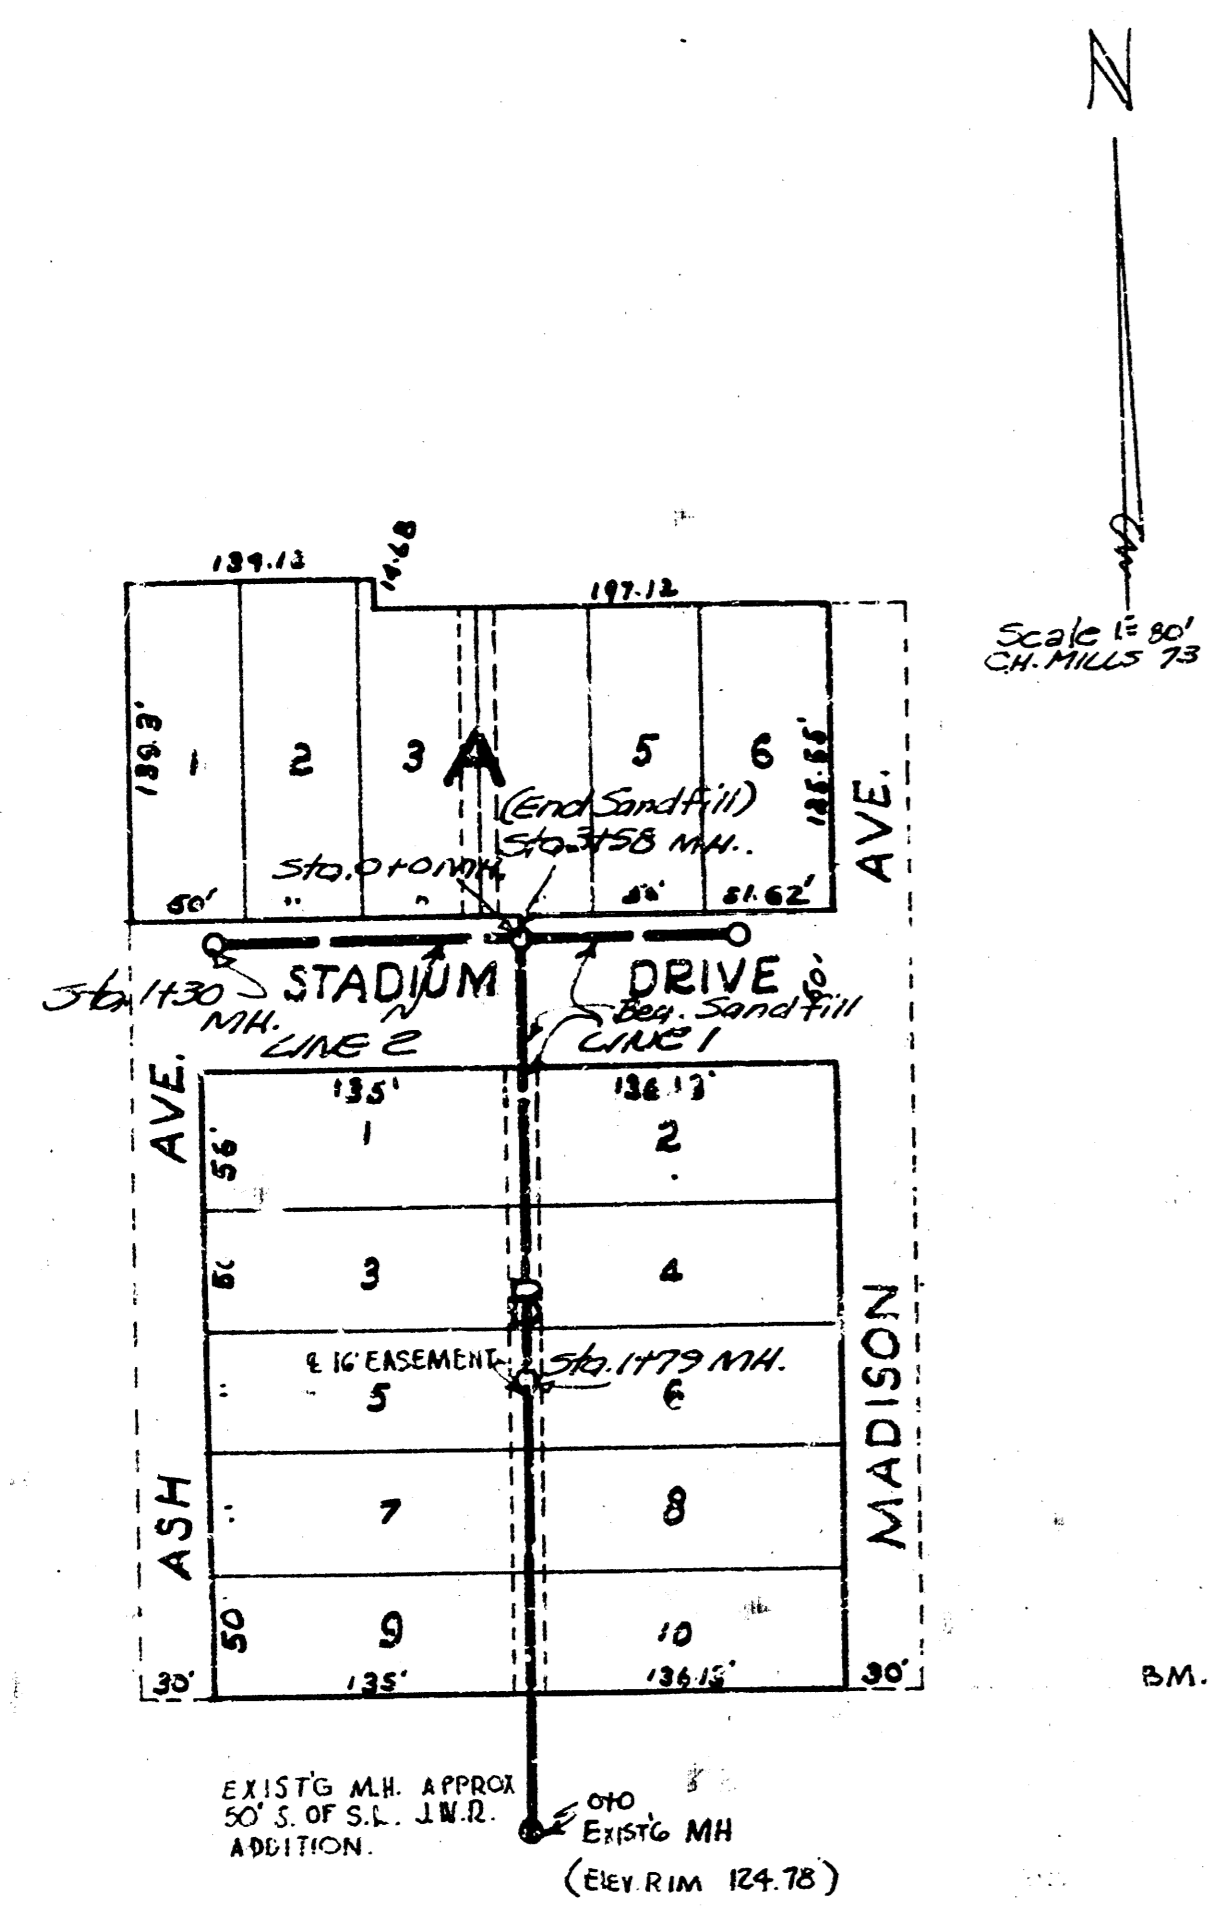 N
Scale 1"= 80'
C.H. MILLS 73
139.12
14.68
197.12
139.3'
1
2
3
5
6
125.55'
AVE.
(End Sand fill)
Sta. 3+58 M.H.
Sta. 0+0 MH.
50'
"
"
50'
51.62'
STADIUM DRIVE
50'
Sta. 1+30
MH.
LINE 2
Beg. Sand fill
LINE 1
AVE.
135'
136.13'
1
2
56'
3
4
¢ 16' EASEMENT
Sta. 1+79 MH.
5
6
MADISON
7
8
ASH
50
9
10
30'
135'
136.13'
30'
B.M.
EXIST'G M.H. APPROX
50' S. OF S.L. J.W.R.
ADDITION.
0+0
EXIST'G MH
(ELEV. RIM 124.78)